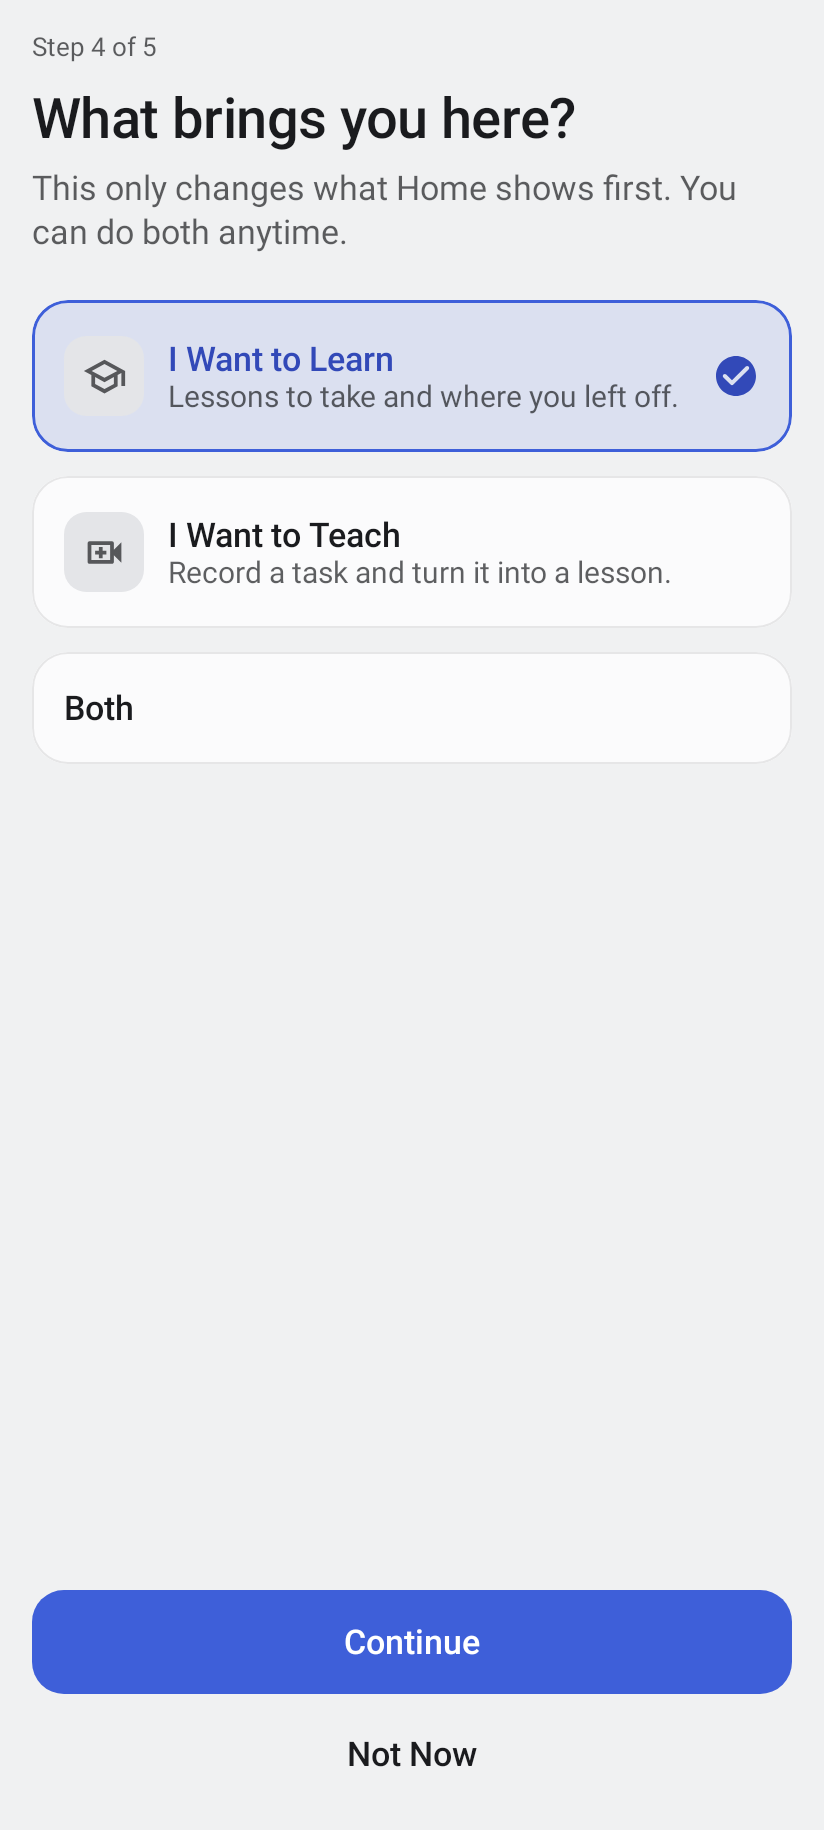 Step 4 of 5
What brings you here?
This only changes what Home shows first. You
can do both anytime.
I Want to Learn
Lessons to take and where you left off.
I Want to Teach
Record a task and turn it into a lesson.
Both
Continue
Not Now